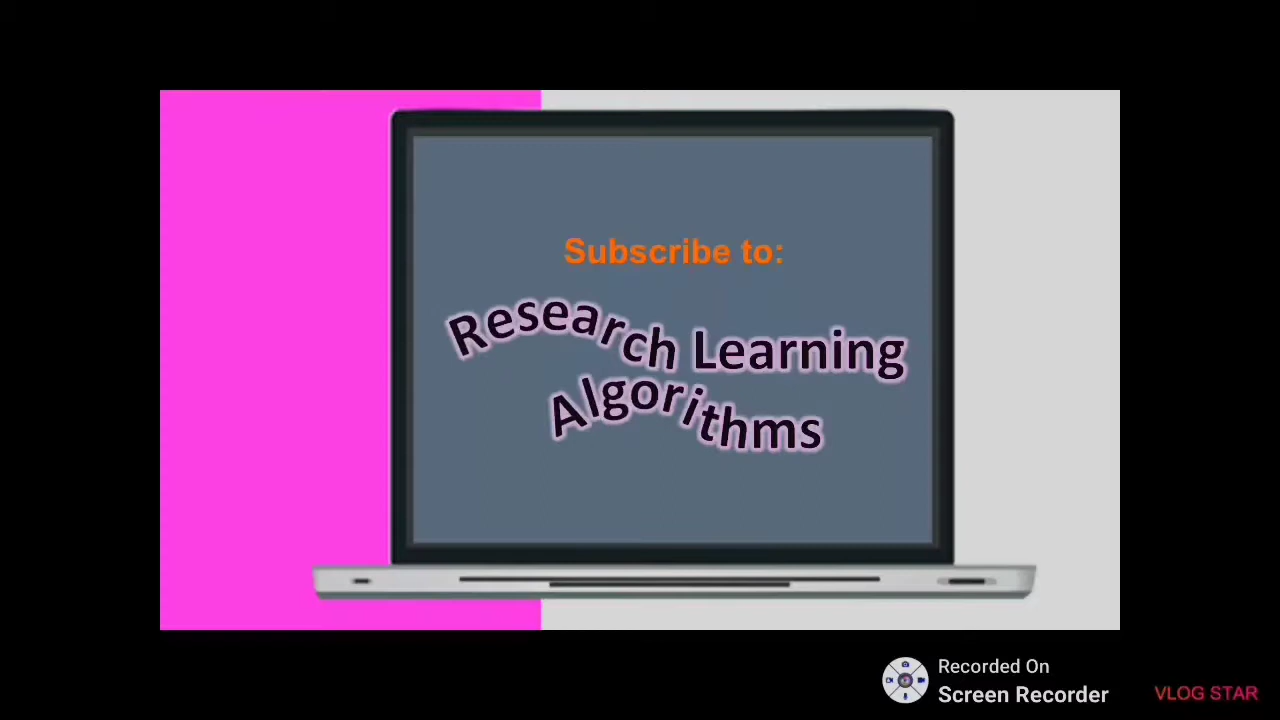 Subscribe to:
Research Learning
Algorithms
Recorded On
Screen Recorder
VLOG STAR